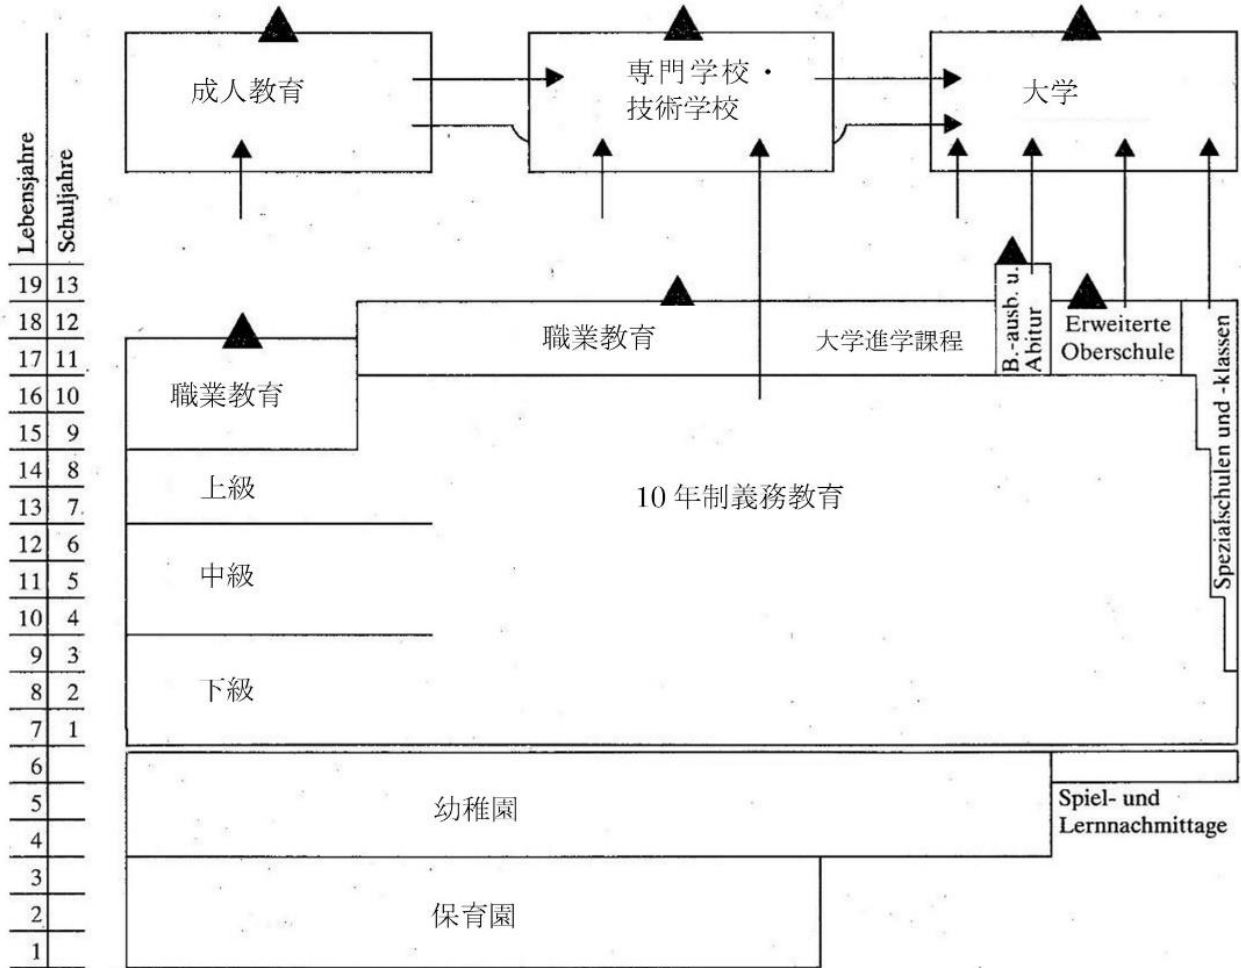 成人教育
専門学校・
技術学校
大学
Lebensjahre
Schuljahre
19 13
18 12
17 11
16 10
15 9
14 8
13 7
12 6
11 5
10 4
9 3
8 2
7 1
6
5
4
3
2
1
職業教育
職業教育
大学進学課程
B.-ausb. u.
Abitur
Erweiterte
Oberschule
Spezialschulen und -klassen
上級
中級
下級
10 年制義務教育
幼稚園
Spiel- und
Lernnachmittage
保育園